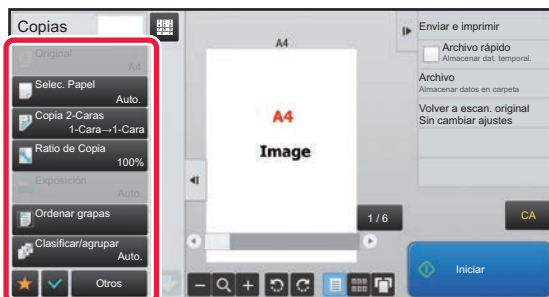 Copias
Original
A4
Selec. Papel
Auto.
Copia 2-Caras
1-Cara→1-Cara
Ratio de Copia
100%
Exposición
Auto.
Ordenar grapas
Clasificar/agrupar
Auto.
Otros
A4
A4
Image
1 / 6
Enviar e imprimir
Archivo rápido
Almacenar dat. temporal.
Archivo
Almacenar datos en carpeta
Volver a escan. original
Sin cambiar ajustes
CA
Iniciar